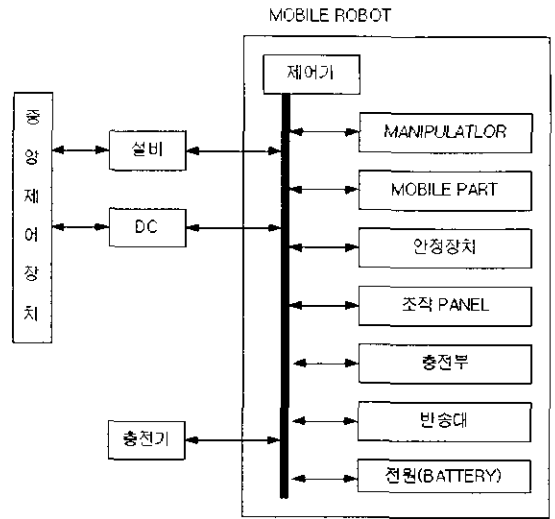 MOBILE ROBOT
제어기
중앙제어장치
설비
DC
충전기
MANIPULATLOR
MOBILE PART
안정장치
조작 PANEL
충전부
반송대
전원(BATTERY)